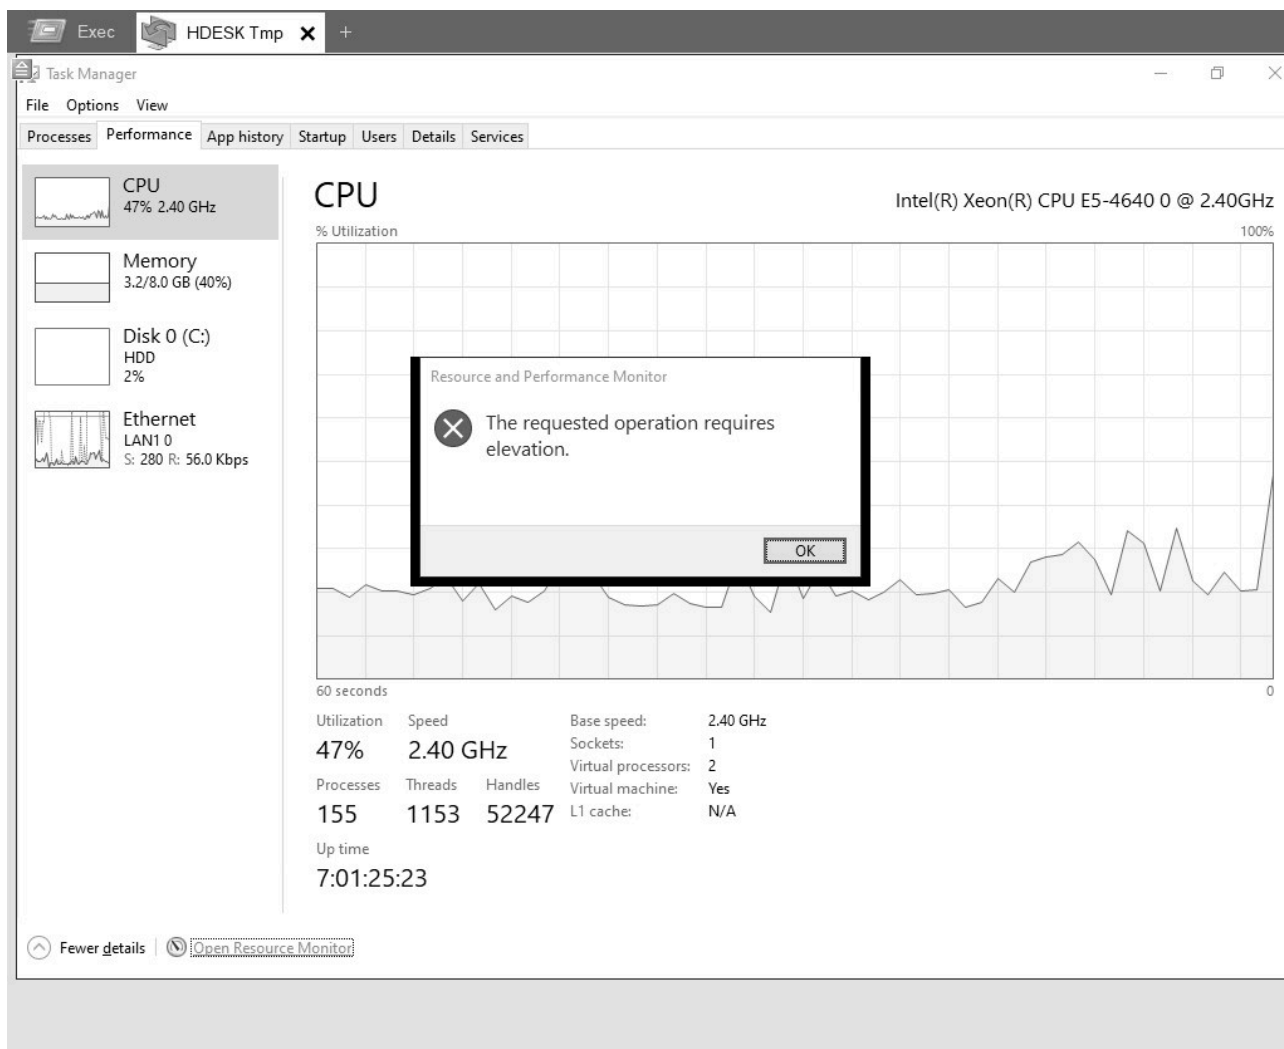 Exec HDESK Tmp
Task Manager
File Options View
Processes Performance App history Startup Users Details Services
CPU
47% 2.40 GHz
Memory
3.2/8.0 GB (40%)
Disk 0 (C:)
HDD
2%
Ethernet
LAN1 0
S: 280 R: 56.0 Kbps
CPU
Intel(R) Xeon(R) CPU E5-4640 0 @ 2.40GHz
% Utilization 100%
Resource and Performance Monitor
The requested operation requires
elevation.
OK
60 seconds 0
Utilization Speed
47% 2.40 GHz
Processes Threads Handles
155 1153 52247
Up time
7:01:25:23
Base speed: 2.40 GHz
Sockets: 1
Virtual processors: 2
Virtual machine: Yes
L1 cache: N/A
Fewer details Open Resource Monitor